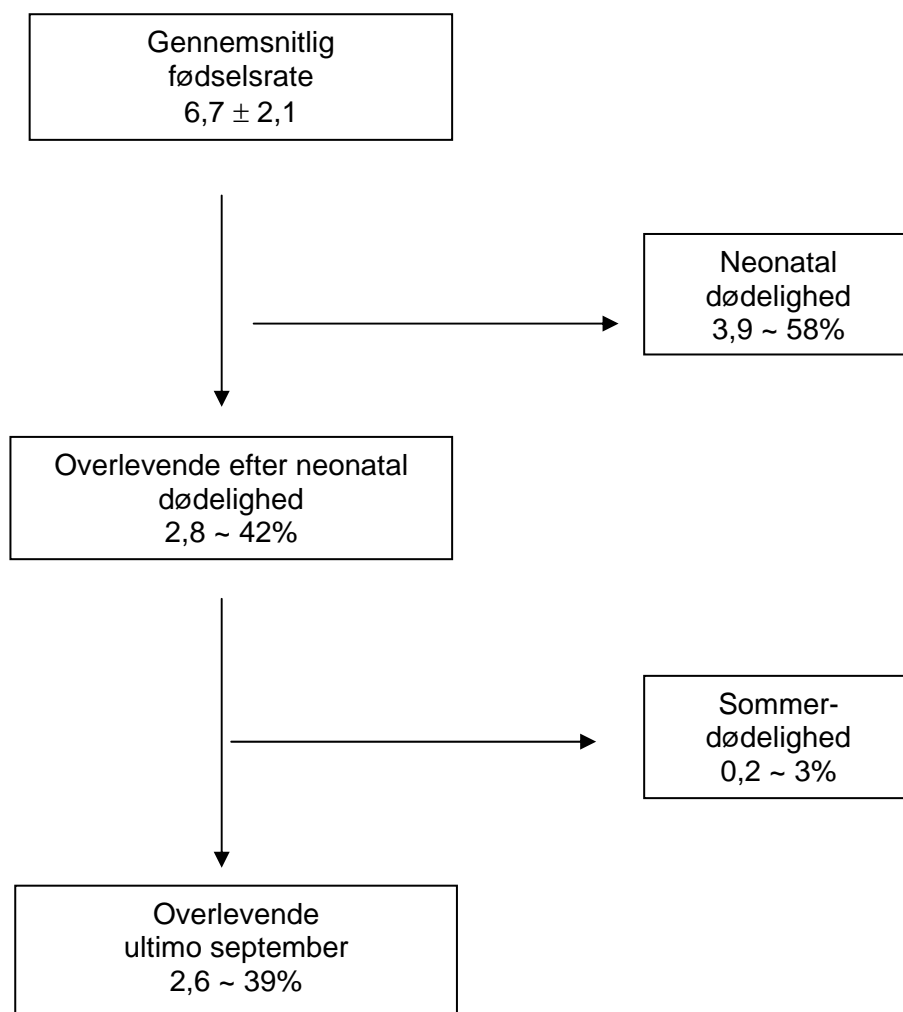 Gennemsnitlig
fødselsrate
6,7 ± 2,1
Neonatal
dødelighed
3,9 ~ 58%
Overlevende efter neonatal
dødelighed
2,8 ~ 42%
Sommer-
dødelighed
0,2 ~ 3%
Overlevende
ultimo september
2,6 ~ 39%